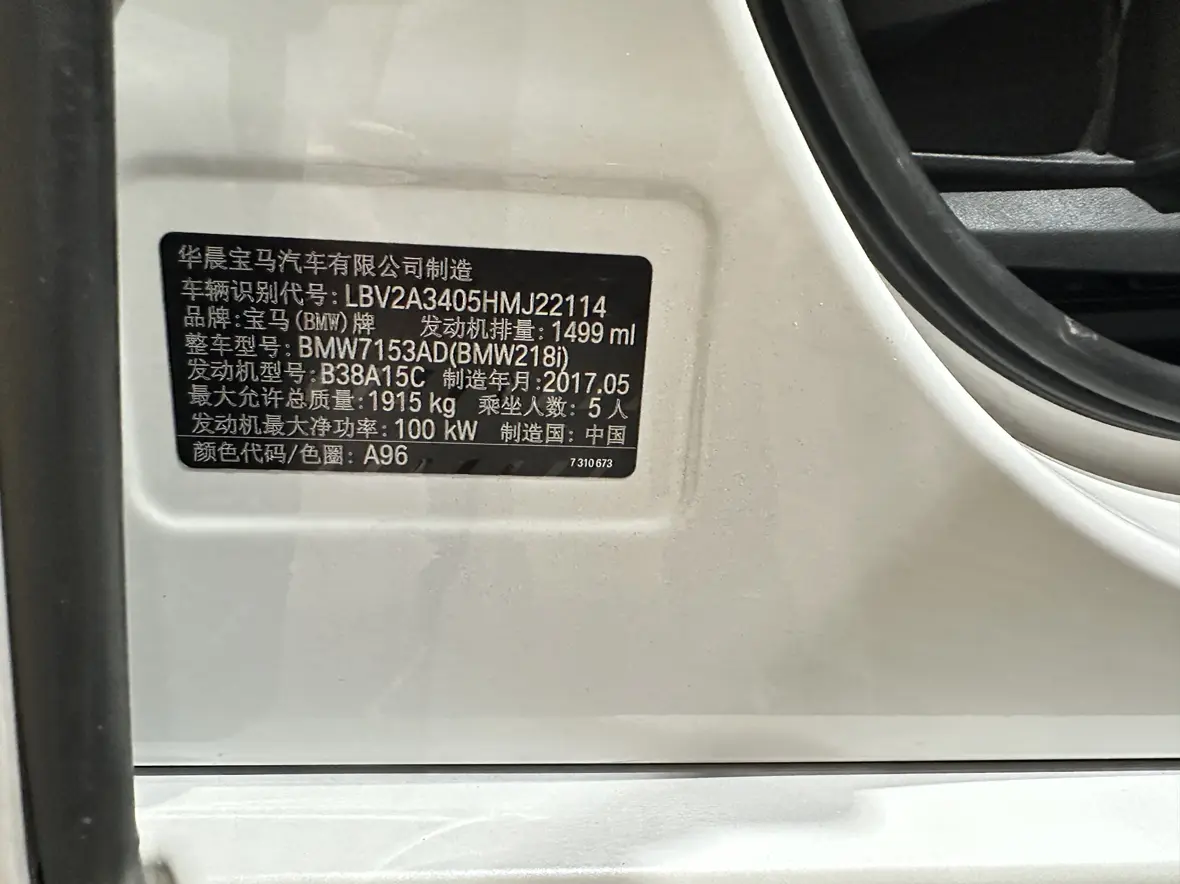 华晨宝马汽车有限公司制造
车辆识别代号: LBV2A3405HMJ22114
品牌: 宝马(BMW)牌 发动机排量: 1499 ml
整车型号: BMW7153AD(BMW218i)
发动机型号: B38A15C 制造年月: 2017.05
最大允许总质量: 1915 kg 乘坐人数: 5 人
发动机最大净功率: 100 kW 制造国: 中国
颜色代码/色圈: A96 7 310 673